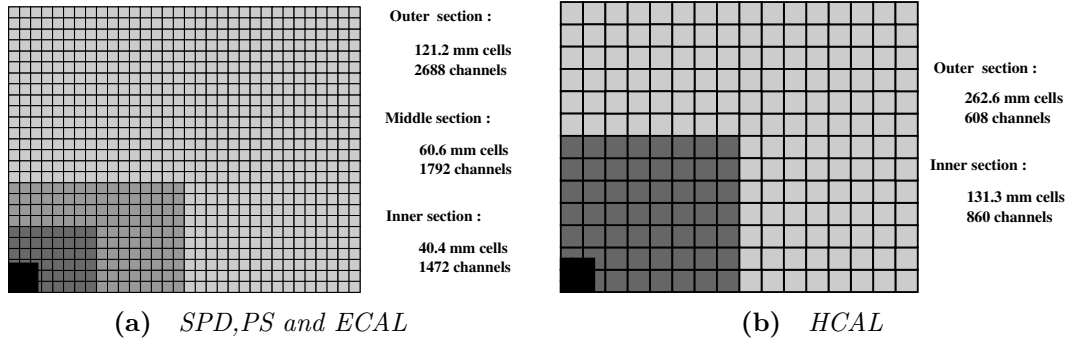 Outer section :
121.2 mm cells
2688 channels
Middle section :
60.6 mm cells
1792 channels
Inner section :
40.4 mm cells
1472 channels
Outer section :
262.6 mm cells
608 channels
Inner section :
131.3 mm cells
860 channels
(a) SPD,PS and ECAL
(b) HCAL